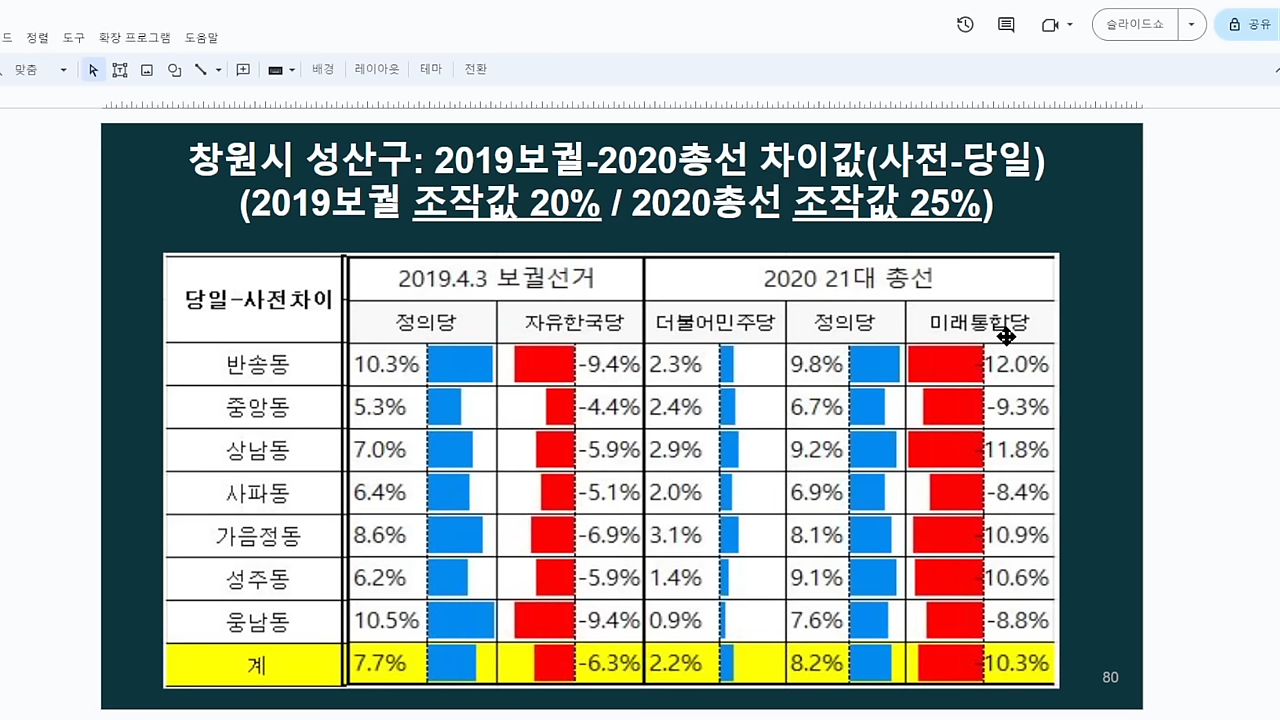 슬라이드쇼
공유
드 정렬 도구 확장 프로그램 도움말
맞춤
배경 레이아웃 테마 전환
창원시 성산구: 2019보궐-2020총선 차이값(사전-당일)
(2019보궐 조작값 20% / 2020총선 조작값 25%)
당일-사전차이 2019.4.3 보궐선거 2020 21대 총선
정의당 자유한국당 더불어민주당 정의당 미래통합당
반송동 10.3% -9.4% 2.3% 9.8% -12.0%
중앙동 5.3% -4.4% 2.4% 6.7% -9.3%
상남동 7.0% -5.9% 2.9% 9.2% -11.8%
사파동 6.4% -5.1% 2.0% 6.9% -8.4%
가음정동 8.6% -6.9% 3.1% 8.1% -10.9%
성주동 6.2% -5.9% 1.4% 9.1% -10.6%
웅남동 10.5% -9.4% 0.9% 7.6% -8.8%
계 7.7% -6.3% 2.2% 8.2% -10.3%
80